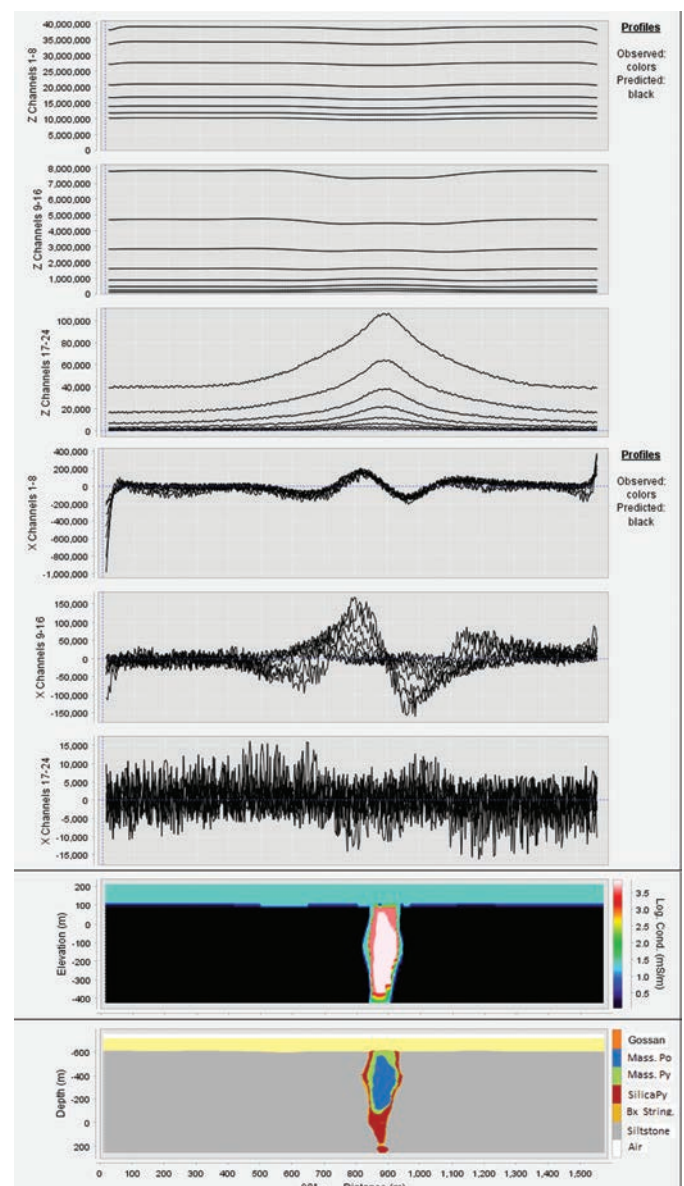 Z Channels 1-8
40,000,000
35,000,000
30,000,000
25,000,000
20,000,000
15,000,000
10,000,000
5,000,000
0
Profiles
Observed:
colors
Predicted:
black
Z Channels 9-16
8,000,000
7,000,000
6,000,000
5,000,000
4,000,000
3,000,000
2,000,000
1,000,000
0
Z Channels 17-24
100,000
80,000
60,000
40,000
20,000
0
X Channels 1-8
400,000
200,000
0
-200,000
-400,000
-600,000
-800,000
-1,000,000
Profiles
Observed:
colors
Predicted:
black
X Channels 9-16
150,000
100,000
50,000
0
-50,000
-100,000
-150,000
X Channels 17-24
15,000
10,000
5,000
0
-5,000
-10,000
-15,000
Elevation (m)
200
100
0
-100
-200
-300
-400
3.5
3.0
2.5
2.0
1.5
1.0
0.5
Log. Cond. (mS/m)
Depth (m)
-600
-400
-200
0
200
Gossan
Mass. Po
Mass. Py
SilicaPy
Bx String.
Siltstone
Air
0 100 200 300 400 500 600 700 800 900 1,000 1,100 1,200 1,300 1,400 1,500
Distance (m)